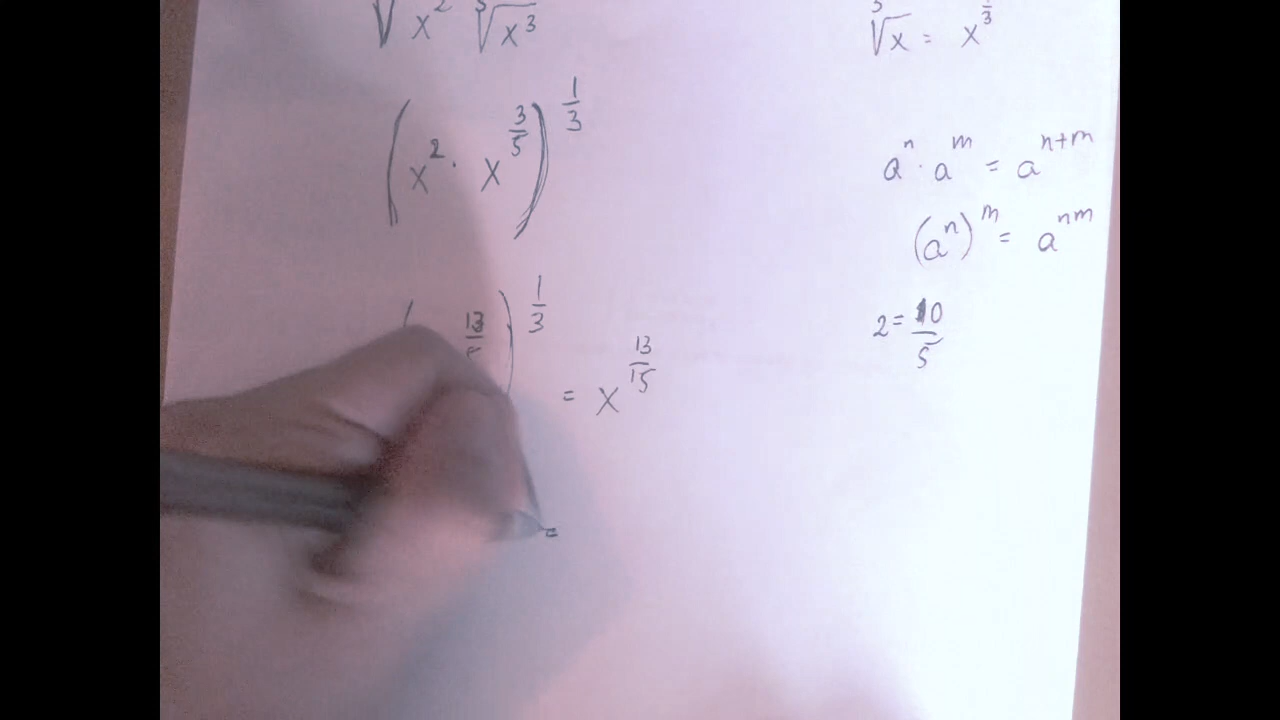 √ x² ⁵√x³
(x² · x^(3/5))^(1/3)
( 13/5 )^(1/3) = x^(13/15)
=
³√x = x^(1/3)
aⁿ · aᵐ = aⁿ⁺ᵐ
(aⁿ)ᵐ = aⁿᵐ
2 = 10/5